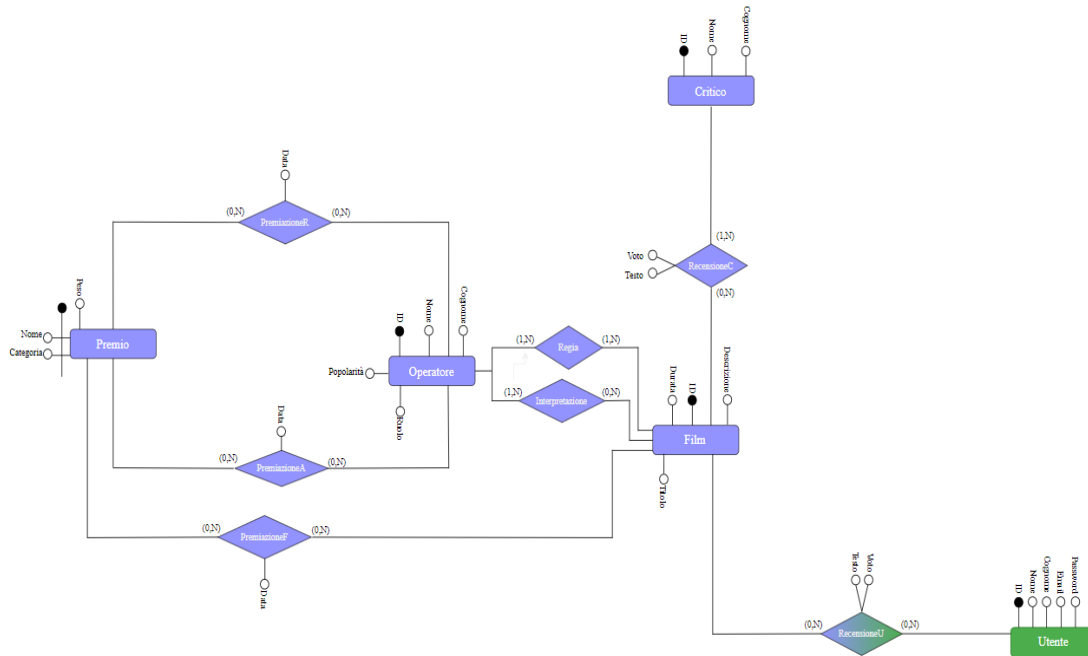 Cognome
Nome
ID
Critico
Data
(0,N)
PremiazioneR
(0,N)
(1,N)
Voto
Testo
RecensioneC
(0,N)
Peso
Nome
Categoria
Premio
ID
Nome
Cognome
Popolarità
Operatore
Ruolo
(1,N)
Regia
(1,N)
(1,N)
Interpretazione
(0,N)
Durata
ID
Descrizione
Film
Titolo
Data
(0,N)
PremiazioneA
(0,N)
(0,N)
PremiazioneF
(0,N)
Data
Testo
Voto
(0,N)
RecensioneU
(0,N)
ID
Nome
Cognome
Email
Password
Utente